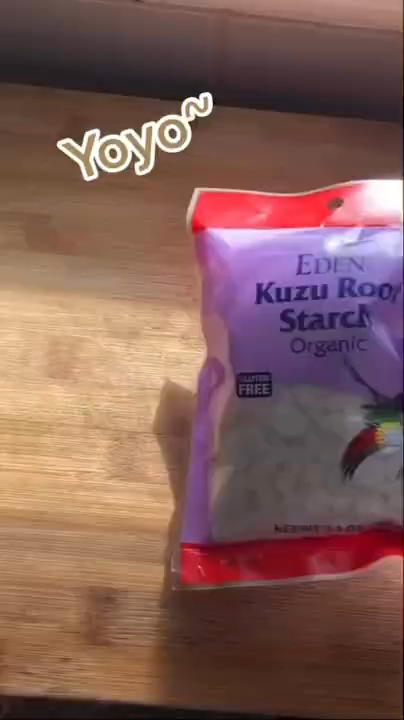 Yoyo~
EDEN
Kuzu Root
Starch
Organic
GLUTEN
FREE